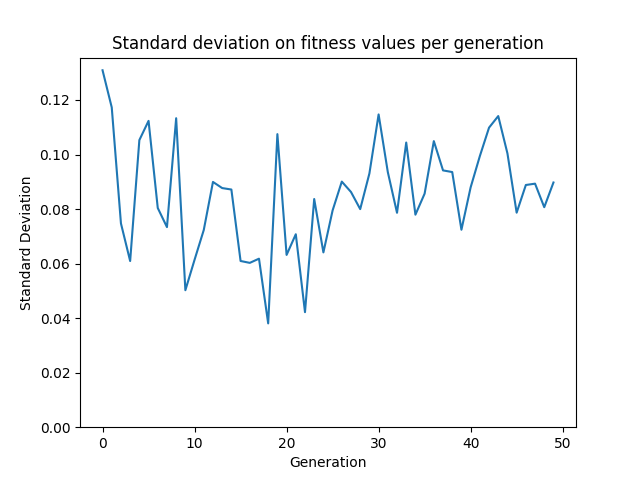 Standard deviation on fitness values per generation
Standard Deviation
0.12
0.10
0.08
0.06
0.04
0.02
0.00
0 10 20 30 40 50
Generation